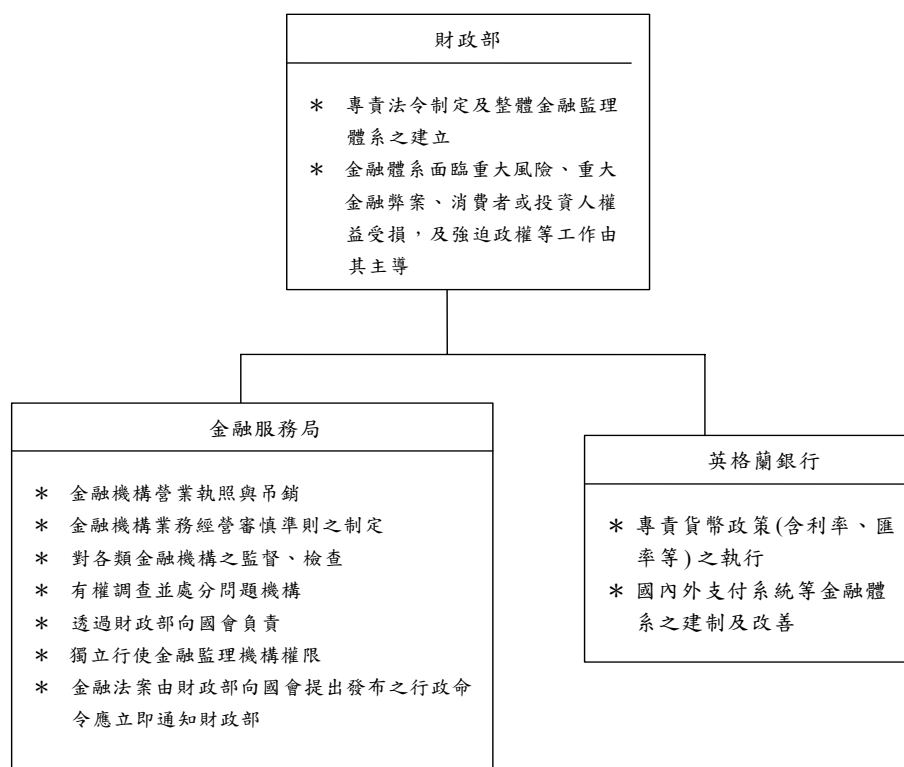 財政部
＊ 專責法令制定及整體金融監理
體系之建立
＊ 金融體系面臨重大風險、重大
金融弊案、消費者或投資人權
益受損，及強迫政權等工作由
其主導
金融服務局
＊ 金融機構營業執照與吊銷
＊ 金融機構業務經營審慎準則之制定
＊ 對各類金融機構之監督、檢查
＊ 有權調查並處分問題機構
＊ 透過財政部向國會負責
＊ 獨立行使金融監理機構權限
＊ 金融法案由財政部向國會提出發布之行政命
令應立即通知財政部
英格蘭銀行
＊ 專責貨幣政策(含利率、匯
率等)之執行
＊ 國內外支付系統等金融體
系之建制及改善